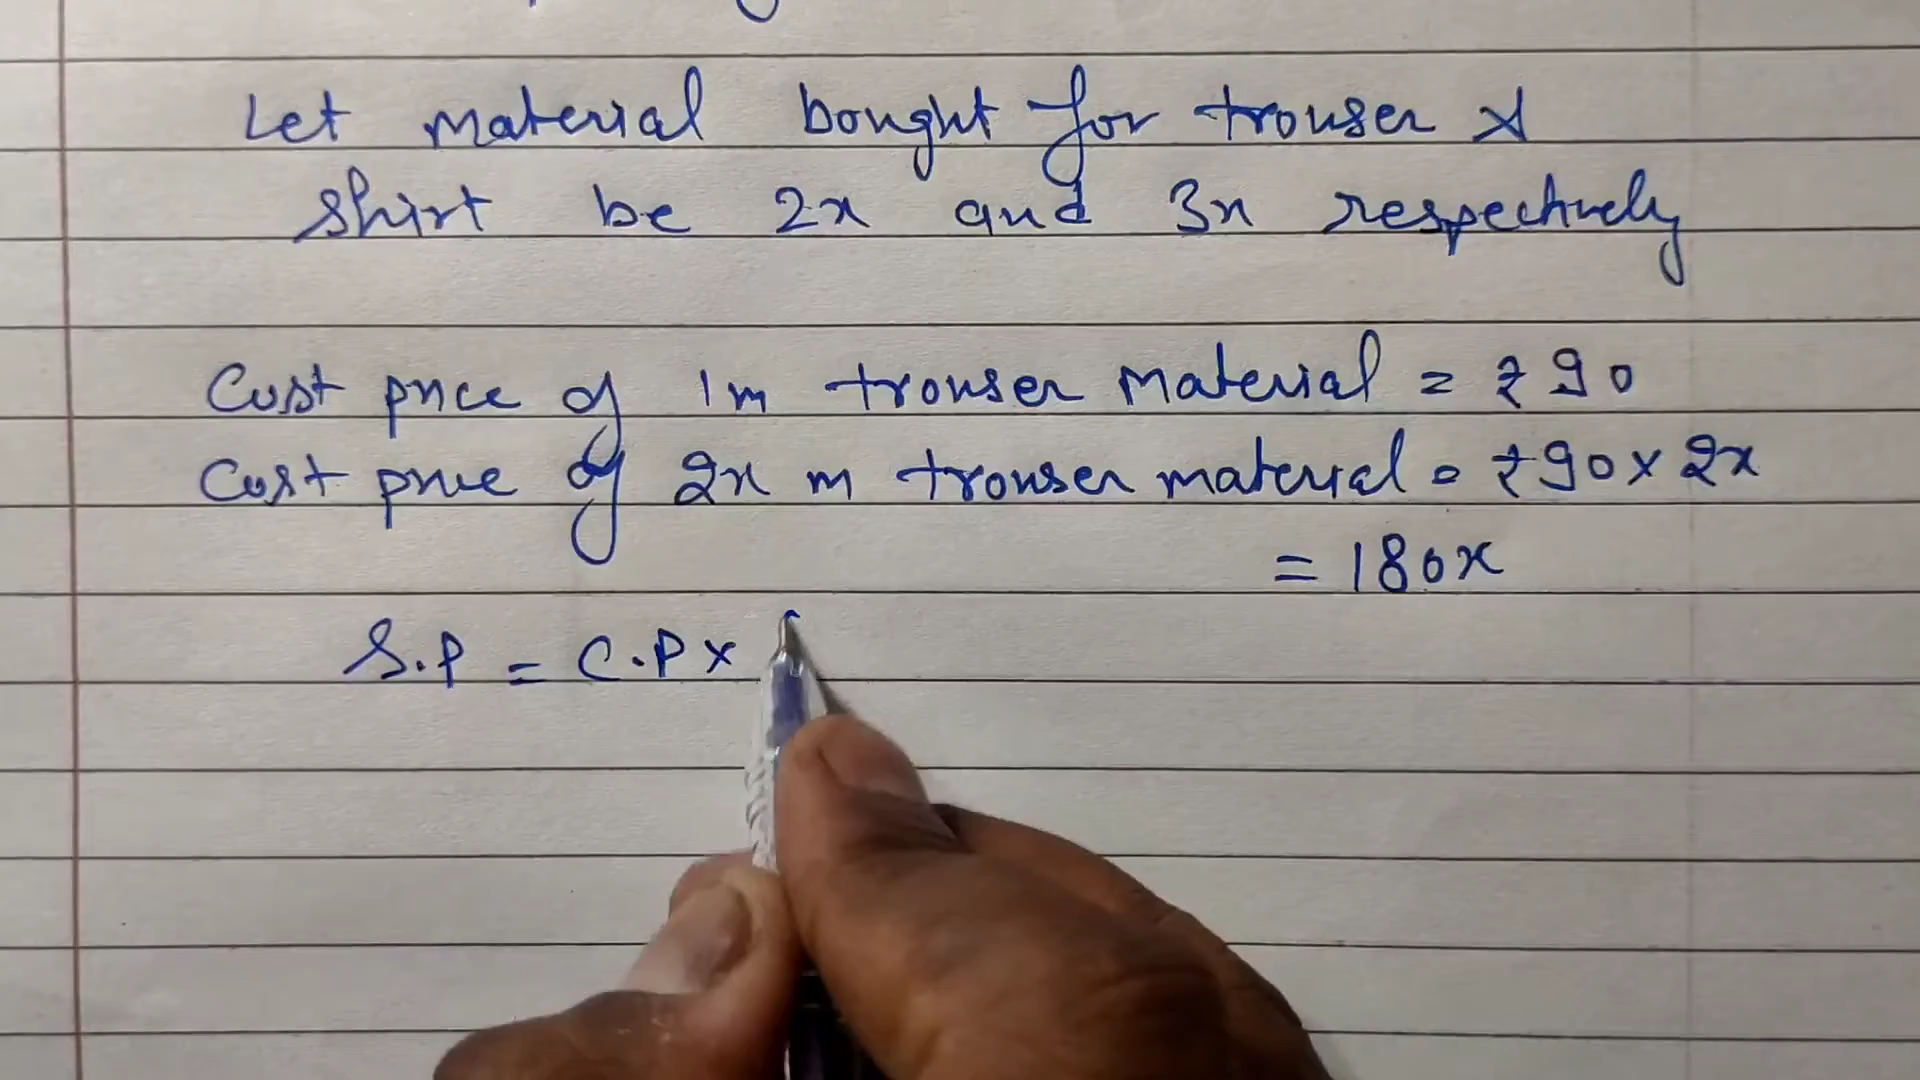 Let material bought for trouser &
shirt be 2x and 3x respectively
Cost price of 1m trouser material = ₹90
Cost price of 2x m trouser material = ₹90 × 2x
= 180x
S.P = C.P ×